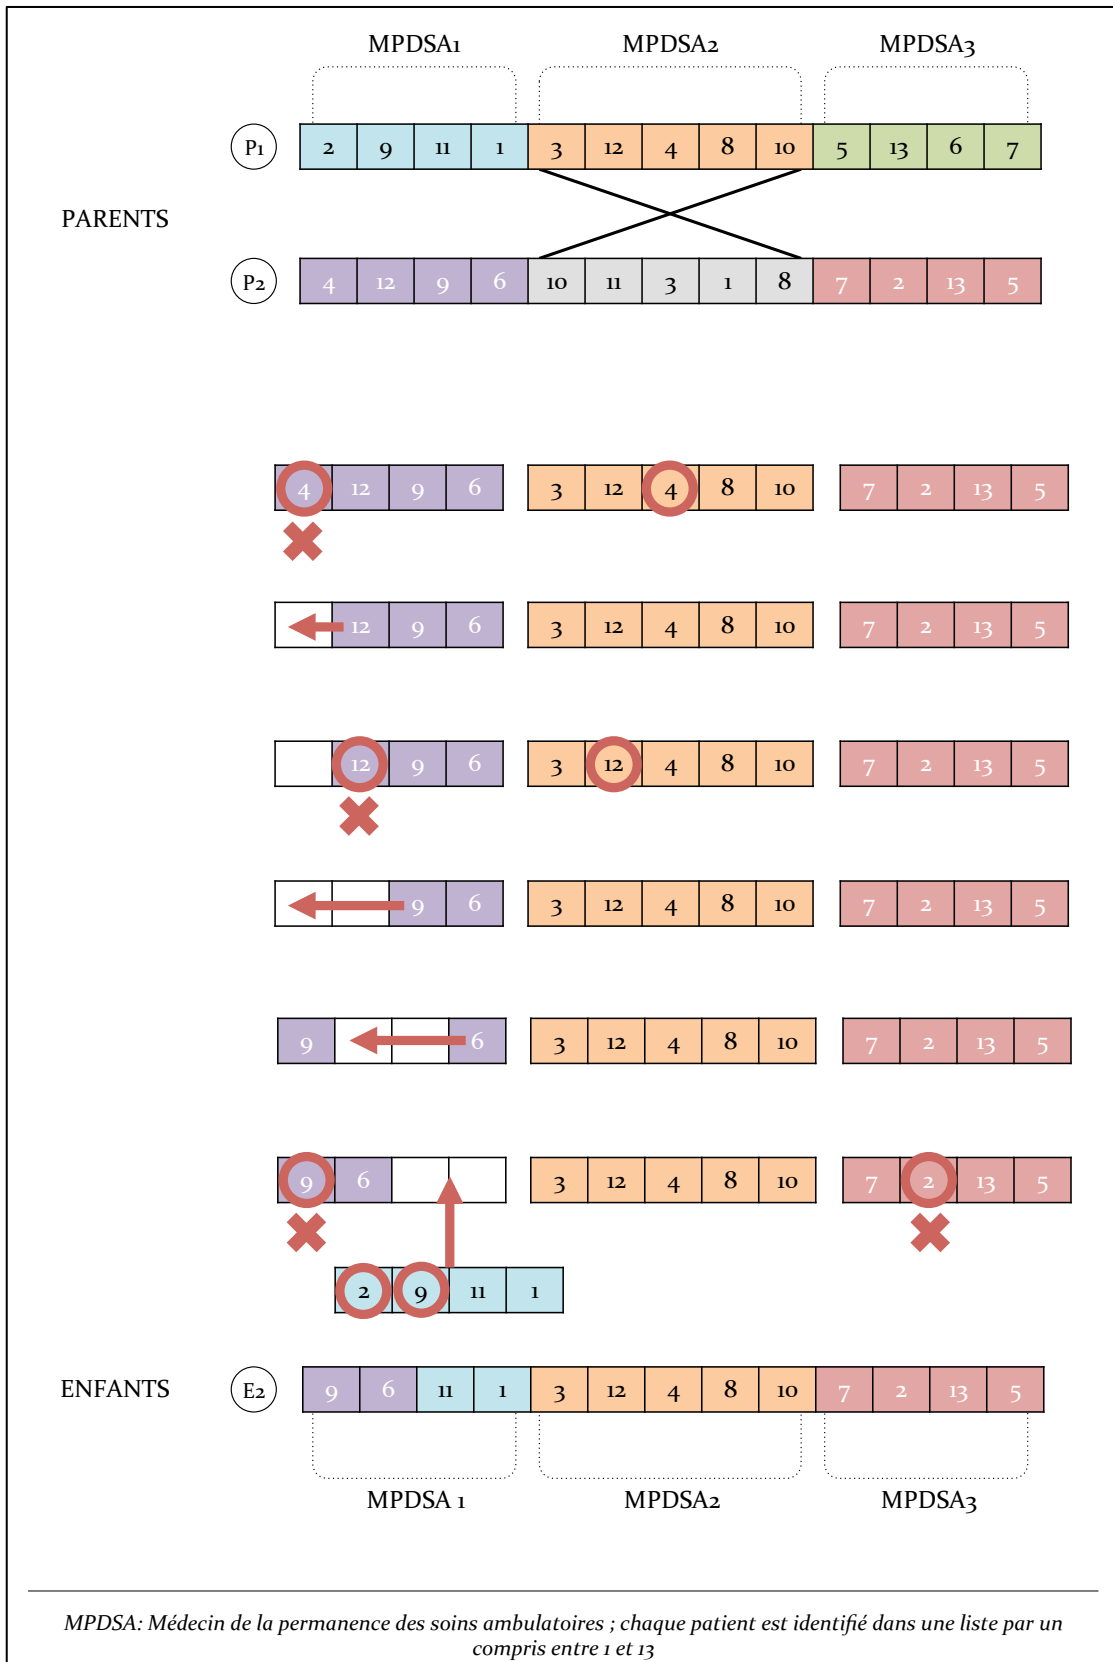 MPDSA1 MPDSA2 MPDSA3
P1 2 9 11 1 3 12 4 8 10 5 13 6 7
PARENTS
P2 4 12 9 6 10 11 3 1 8 7 2 13 5
4 12 9 6 3 12 4 8 10 7 2 13 5
12 9 6 3 12 4 8 10 7 2 13 5
12 9 6 3 12 4 8 10 7 2 13 5
9 6 3 12 4 8 10 7 2 13 5
9 6 3 12 4 8 10 7 2 13 5
9 6 3 12 4 8 10 7 2 13 5
2 9 11 1
ENFANTS E2 9 6 11 1 3 12 4 8 10 7 2 13 5
MPDSA 1 MPDSA2 MPDSA3
MPDSA: Médecin de la permanence des soins ambulatoires ; chaque patient est identifié dans une liste par un
compris entre 1 et 13